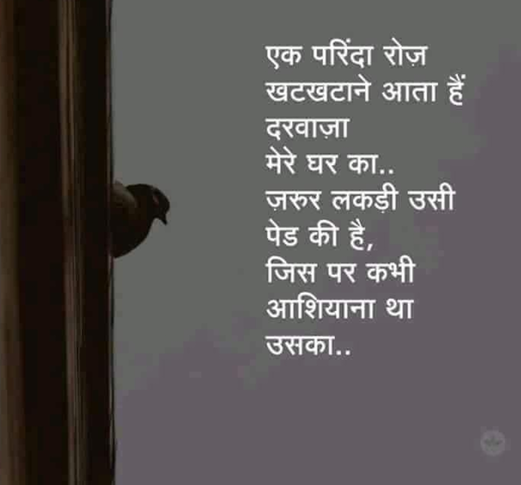 एक परिंदा रोज़
खटखटाने आता हैं
दरवाज़ा
मेरे घर का..
ज़रुर लकड़ी उसी
पेड की है,
जिस पर कभी
आशियाना था
उसका..